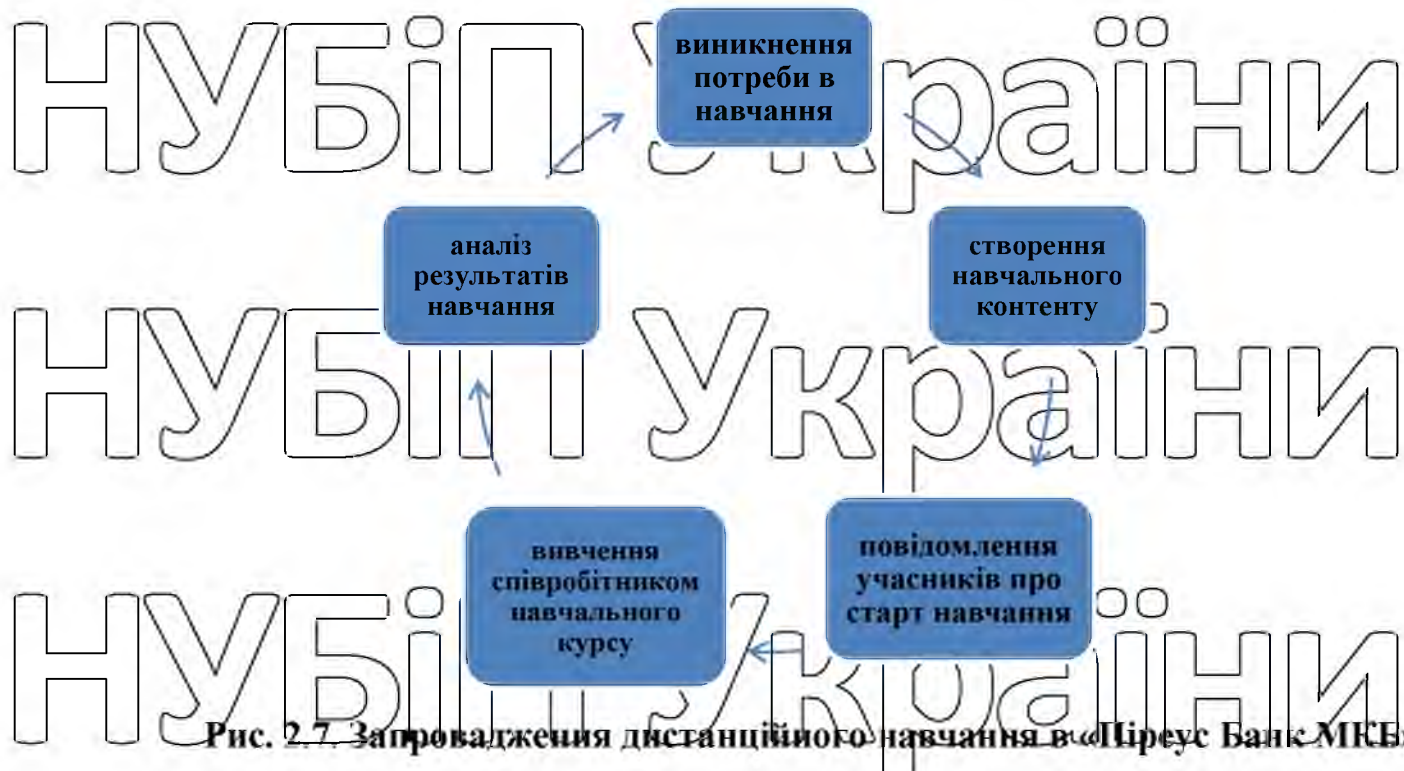 НУБіП України
виникнення
потреби в
навчання
аналіз
результатів
навчання
створення
навчального
контенту
НУБіП України
вивчення
співробітником
навчального
курсу
повідомлення
учасників про
старт навчання
НУБіП України
Рис. 2.7. Запровадження дистанційного навчання в «Піреус Банк МКБ»